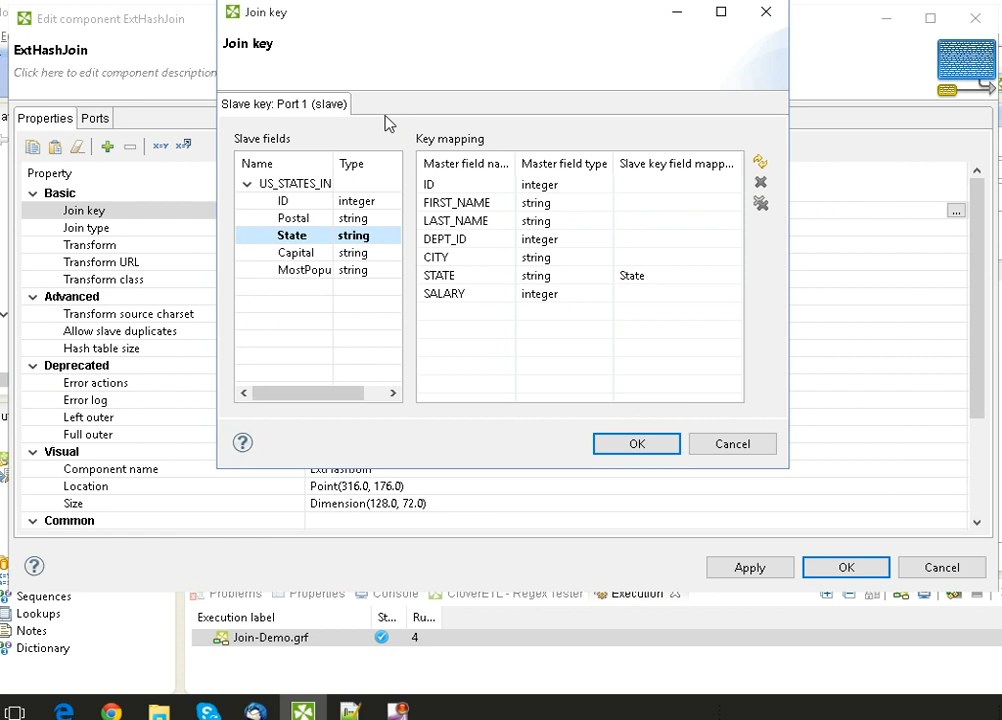 Edit component ExtHashJoin
ExtHashJoin
Click here to edit component description
Join key
Join key
Slave key: Port 1 (slave)
Slave fields
Key mapping
Name Type
US_STATES_IN
ID integer
Postal string
State string
Capital string
MostPopu string
Master field na... Master field type Slave key field mapp...
ID integer
FIRST_NAME string
LAST_NAME string
DEPT_ID integer
CITY string
STATE string State
SALARY integer
OK Cancel
Properties Ports
Property
Basic
Join key ...
Join type
Transform
Transform URL
Transform class
Advanced
Transform source charset
Allow slave duplicates
Hash table size
Deprecated
Error actions
Error log
Left outer
Full outer
Visual
Component name ExtHashJoin
Location Point(316.0, 176.0)
Size Dimension(128.0, 72.0)
Common
Apply OK Cancel
Sequences
Lookups
Notes
Dictionary
Problems Properties Console CloverETL - Regex Tester Execution
Execution label St... Ru...
Join-Demo.grf 4